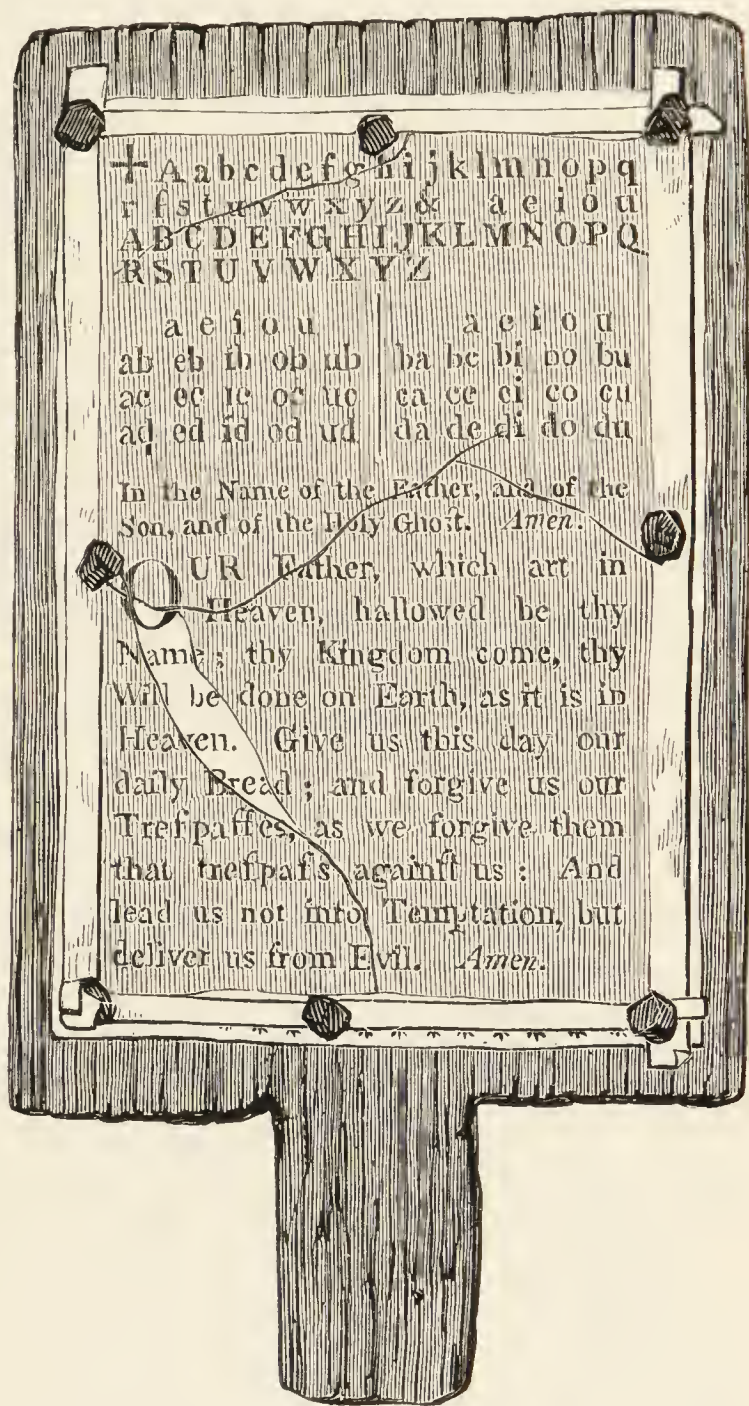 + A a b c d e f g h i j k l m n o p q
r ſ s t u v w x y z & a e i o u
A B C D E F G H I J K L M N O P Q
R S T U V W X Y Z
a e i o u a e i o u
ab eb ib ob ub ba be bi bo bu
ac ec ic oc uc ca ce ci co cu
ad ed id od ud da de di do du
In the Name of the Father, and of the
Son, and of the Holy Ghoſt. Amen.
OUR Father, which art in
Heaven, hallowed be thy
Name; thy Kingdom come, thy
Will be done on Earth, as it is in
Heaven. Give us this day our
daily Bread; and forgive us our
Treſpaſſes, as we forgive them
that treſpaſs againſt us: And
lead us not into Temptation, but
deliver us from Evil. Amen.